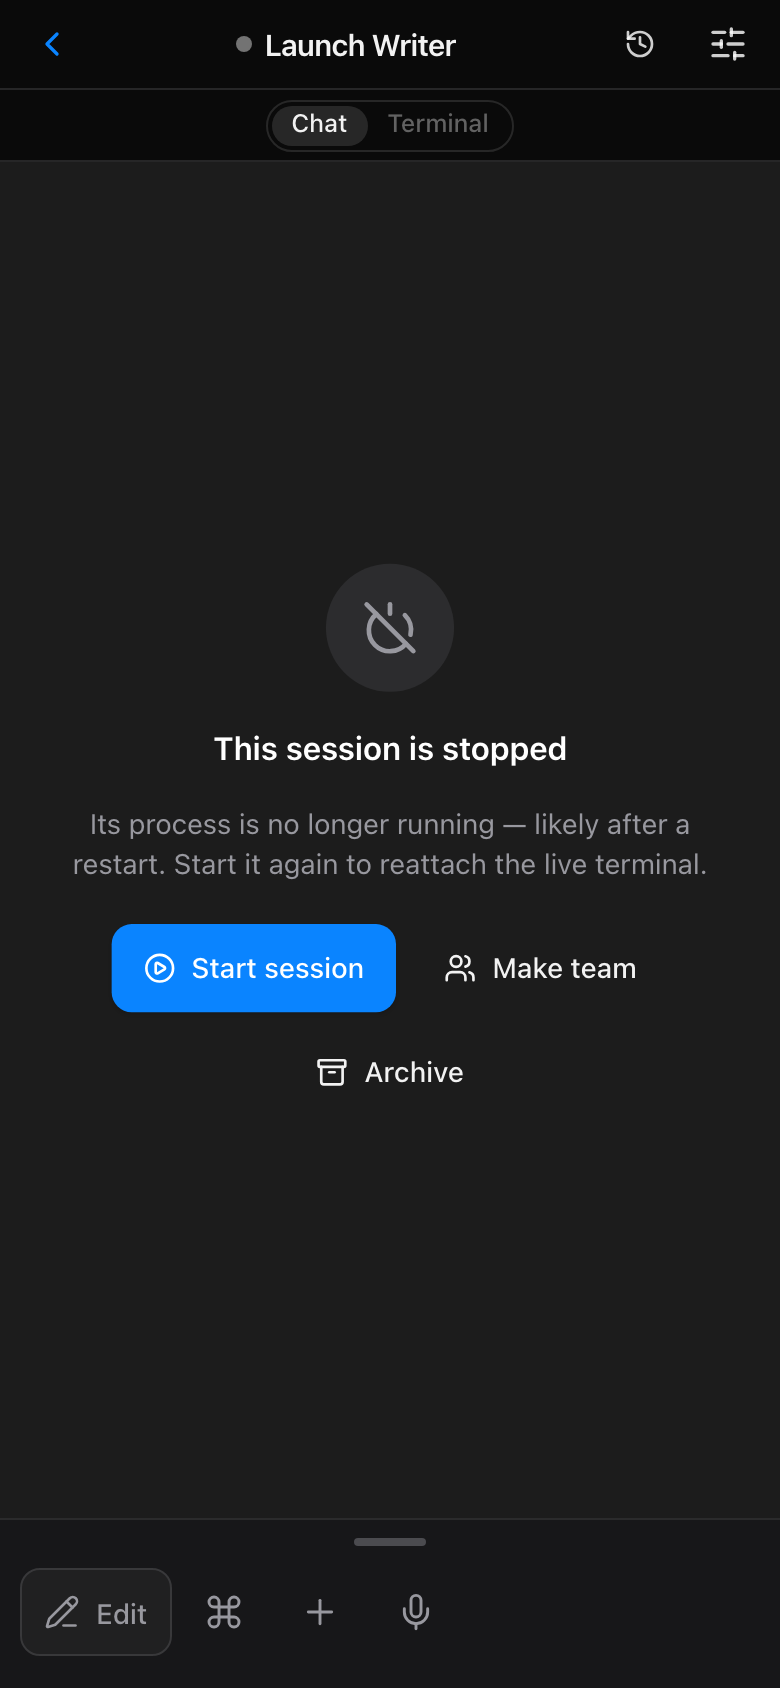 Launch Writer
Chat
Terminal
This session is stopped
Its process is no longer running — likely after a
restart. Start it again to reattach the live terminal.
Start session
Make team
Archive
Edit